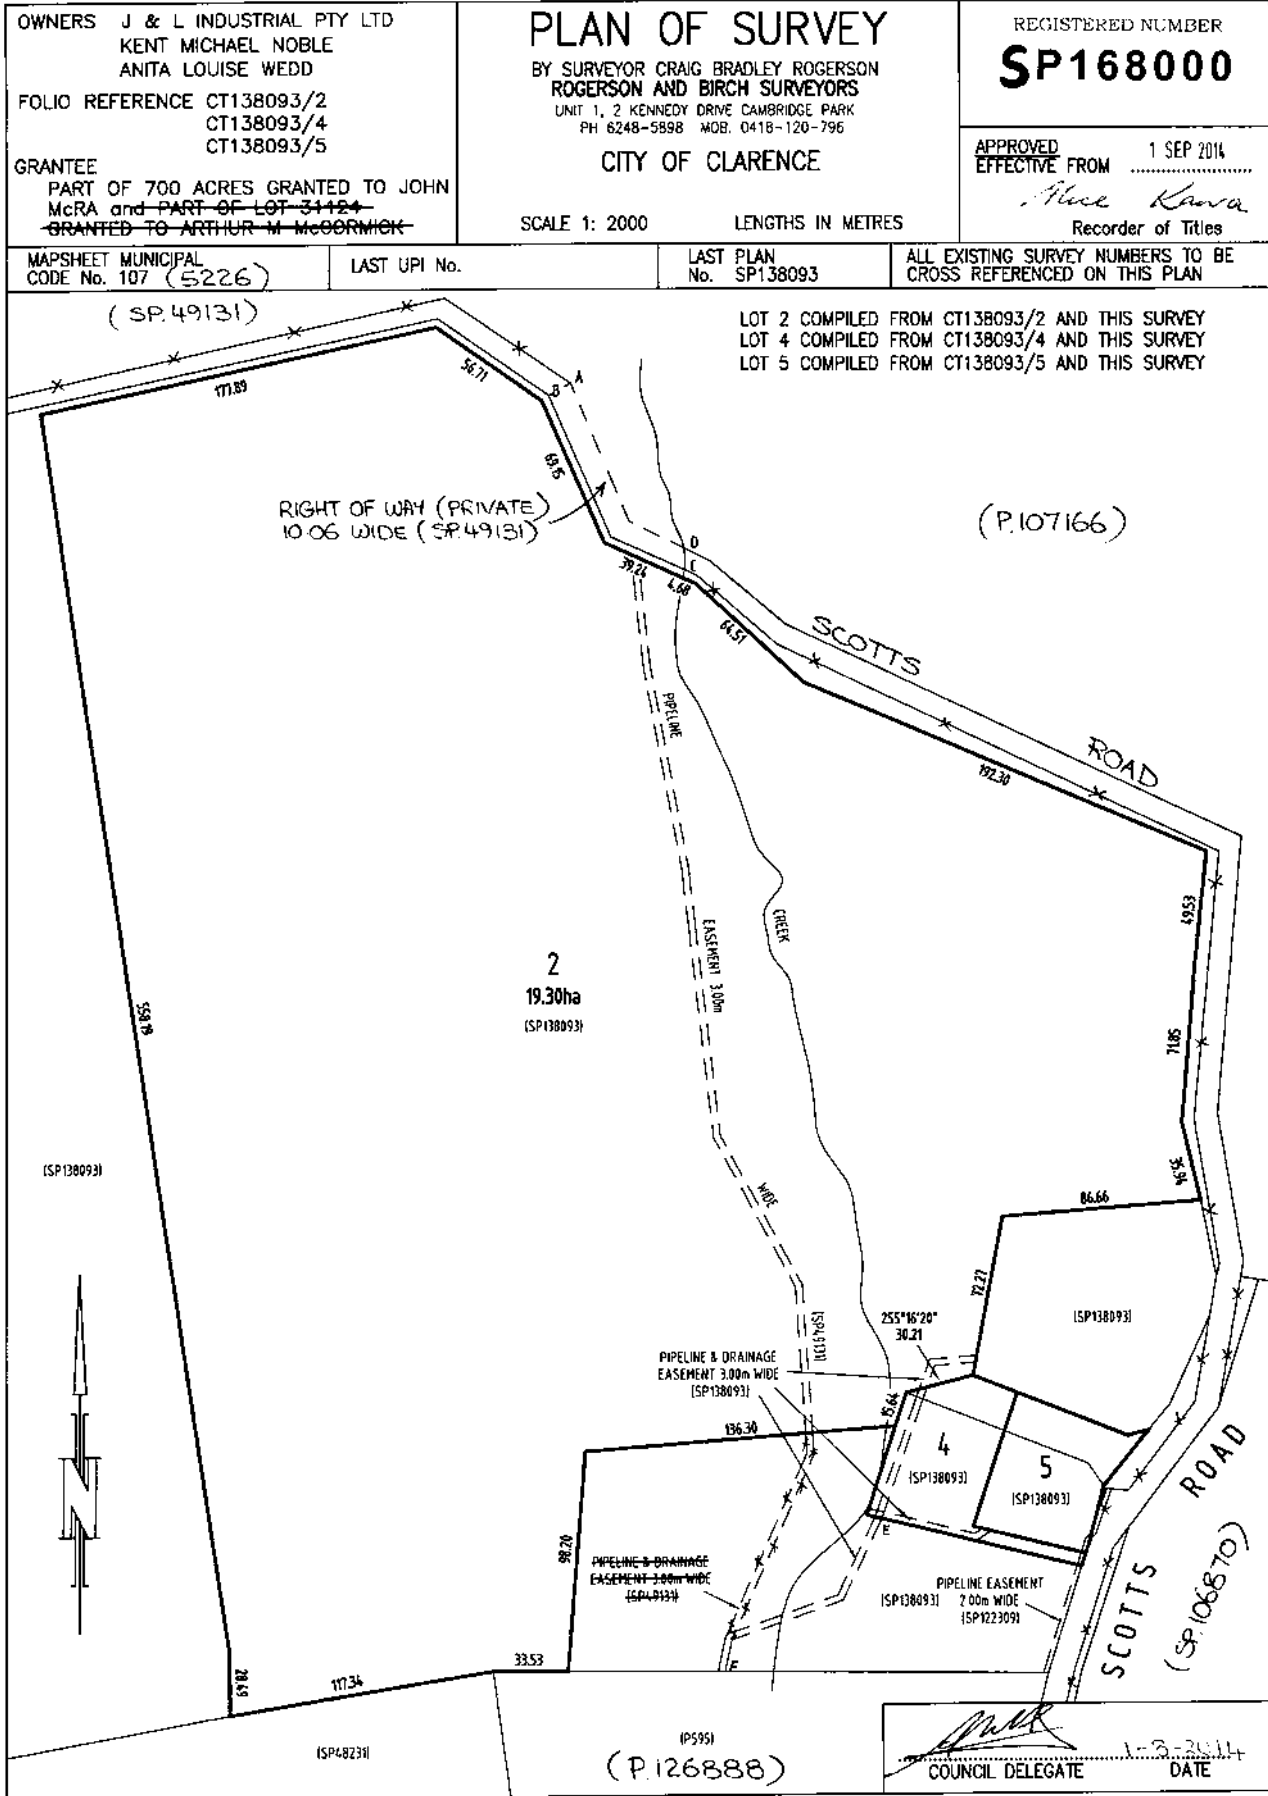 OWNERS J & L INDUSTRIAL PTY LTD
KENT MICHAEL NOBLE
ANITA LOUISE WEDD
FOLIO REFERENCE CT138093/2
CT138093/4
CT138093/5
GRANTEE
PART OF 700 ACRES GRANTED TO JOHN
McRA and PART OF LOT 31124
GRANTED TO ARTHUR M McCORMICK
PLAN OF SURVEY
BY SURVEYOR CRAIG BRADLEY ROGERSON
ROGERSON AND BIRCH SURVEYORS
UNIT 1, 2 KENNEDY DRIVE CAMBRIDGE PARK
PH 6248-5898 MOB. 0418-120-796
CITY OF CLARENCE
SCALE 1: 2000 LENGTHS IN METRES
REGISTERED NUMBER
SP168000
APPROVED
EFFECTIVE FROM 1 SEP 2014
Alice Kawa
Recorder of Titles
MAPSHEET MUNICIPAL
CODE No. 107 (5226)
LAST UPI No.
LAST PLAN
No. SP138093
ALL EXISTING SURVEY NUMBERS TO BE
CROSS REFERENCED ON THIS PLAN
(SP.49131)
LOT 2 COMPILED FROM CT138093/2 AND THIS SURVEY
LOT 4 COMPILED FROM CT138093/4 AND THIS SURVEY
LOT 5 COMPILED FROM CT138093/5 AND THIS SURVEY
177.89
56.71
B A
69.15
RIGHT OF WAY (PRIVATE)
10.06 WIDE (SP.49131)
(P.107166)
D
39.24
4.68
64.51
SCOTTS
ROAD
PIPELINE
192.30
49.53
CREEK
EASEMENT 3.00m
2
19.30ha
(SP138093)
558.19
71.85
(SP138093)
35.94
WIDE
86.66
72.27
(SP49131)
255°16'20"
30.21
(SP138093)
PIPELINE & DRAINAGE
EASEMENT 3.00m WIDE
(SP138093)
15.64
136.30
4
(SP138093)
5
(SP138093)
ROAD
E
98.20
PIPELINE & DRAINAGE
EASEMENT 3.00m WIDE
(SP49131)
(SP138093)
PIPELINE EASEMENT
2.00m WIDE
(SP122309)
SCOTTS
(SP.106870)
F
33.53
28.49
117.34
(SP48231)
(P595)
(P.126888)
COUNCIL DELEGATE
DATE